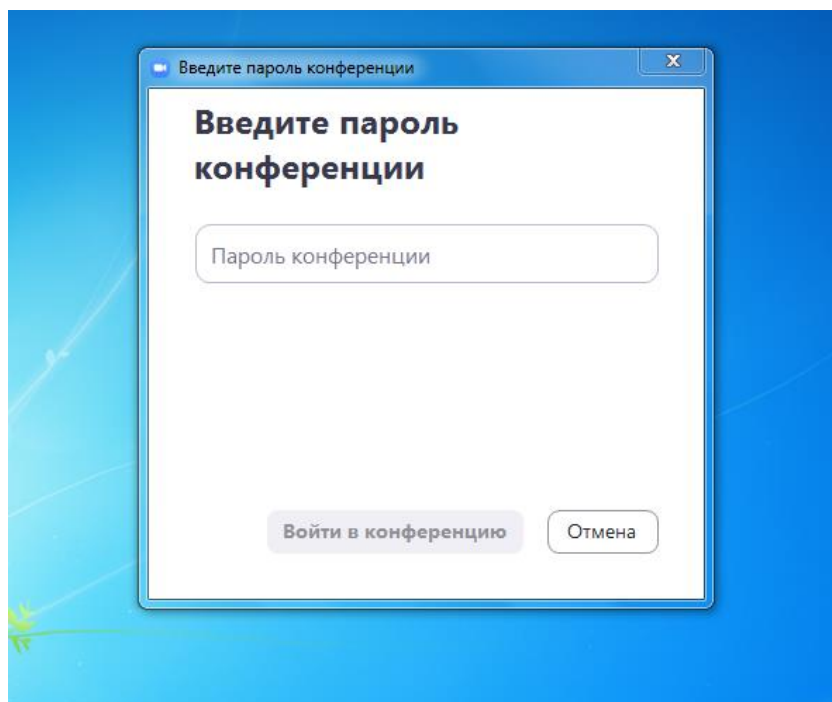 Введите пароль конференции
Введите пароль
конференции
Пароль конференции
Войти в конференцию
Отмена